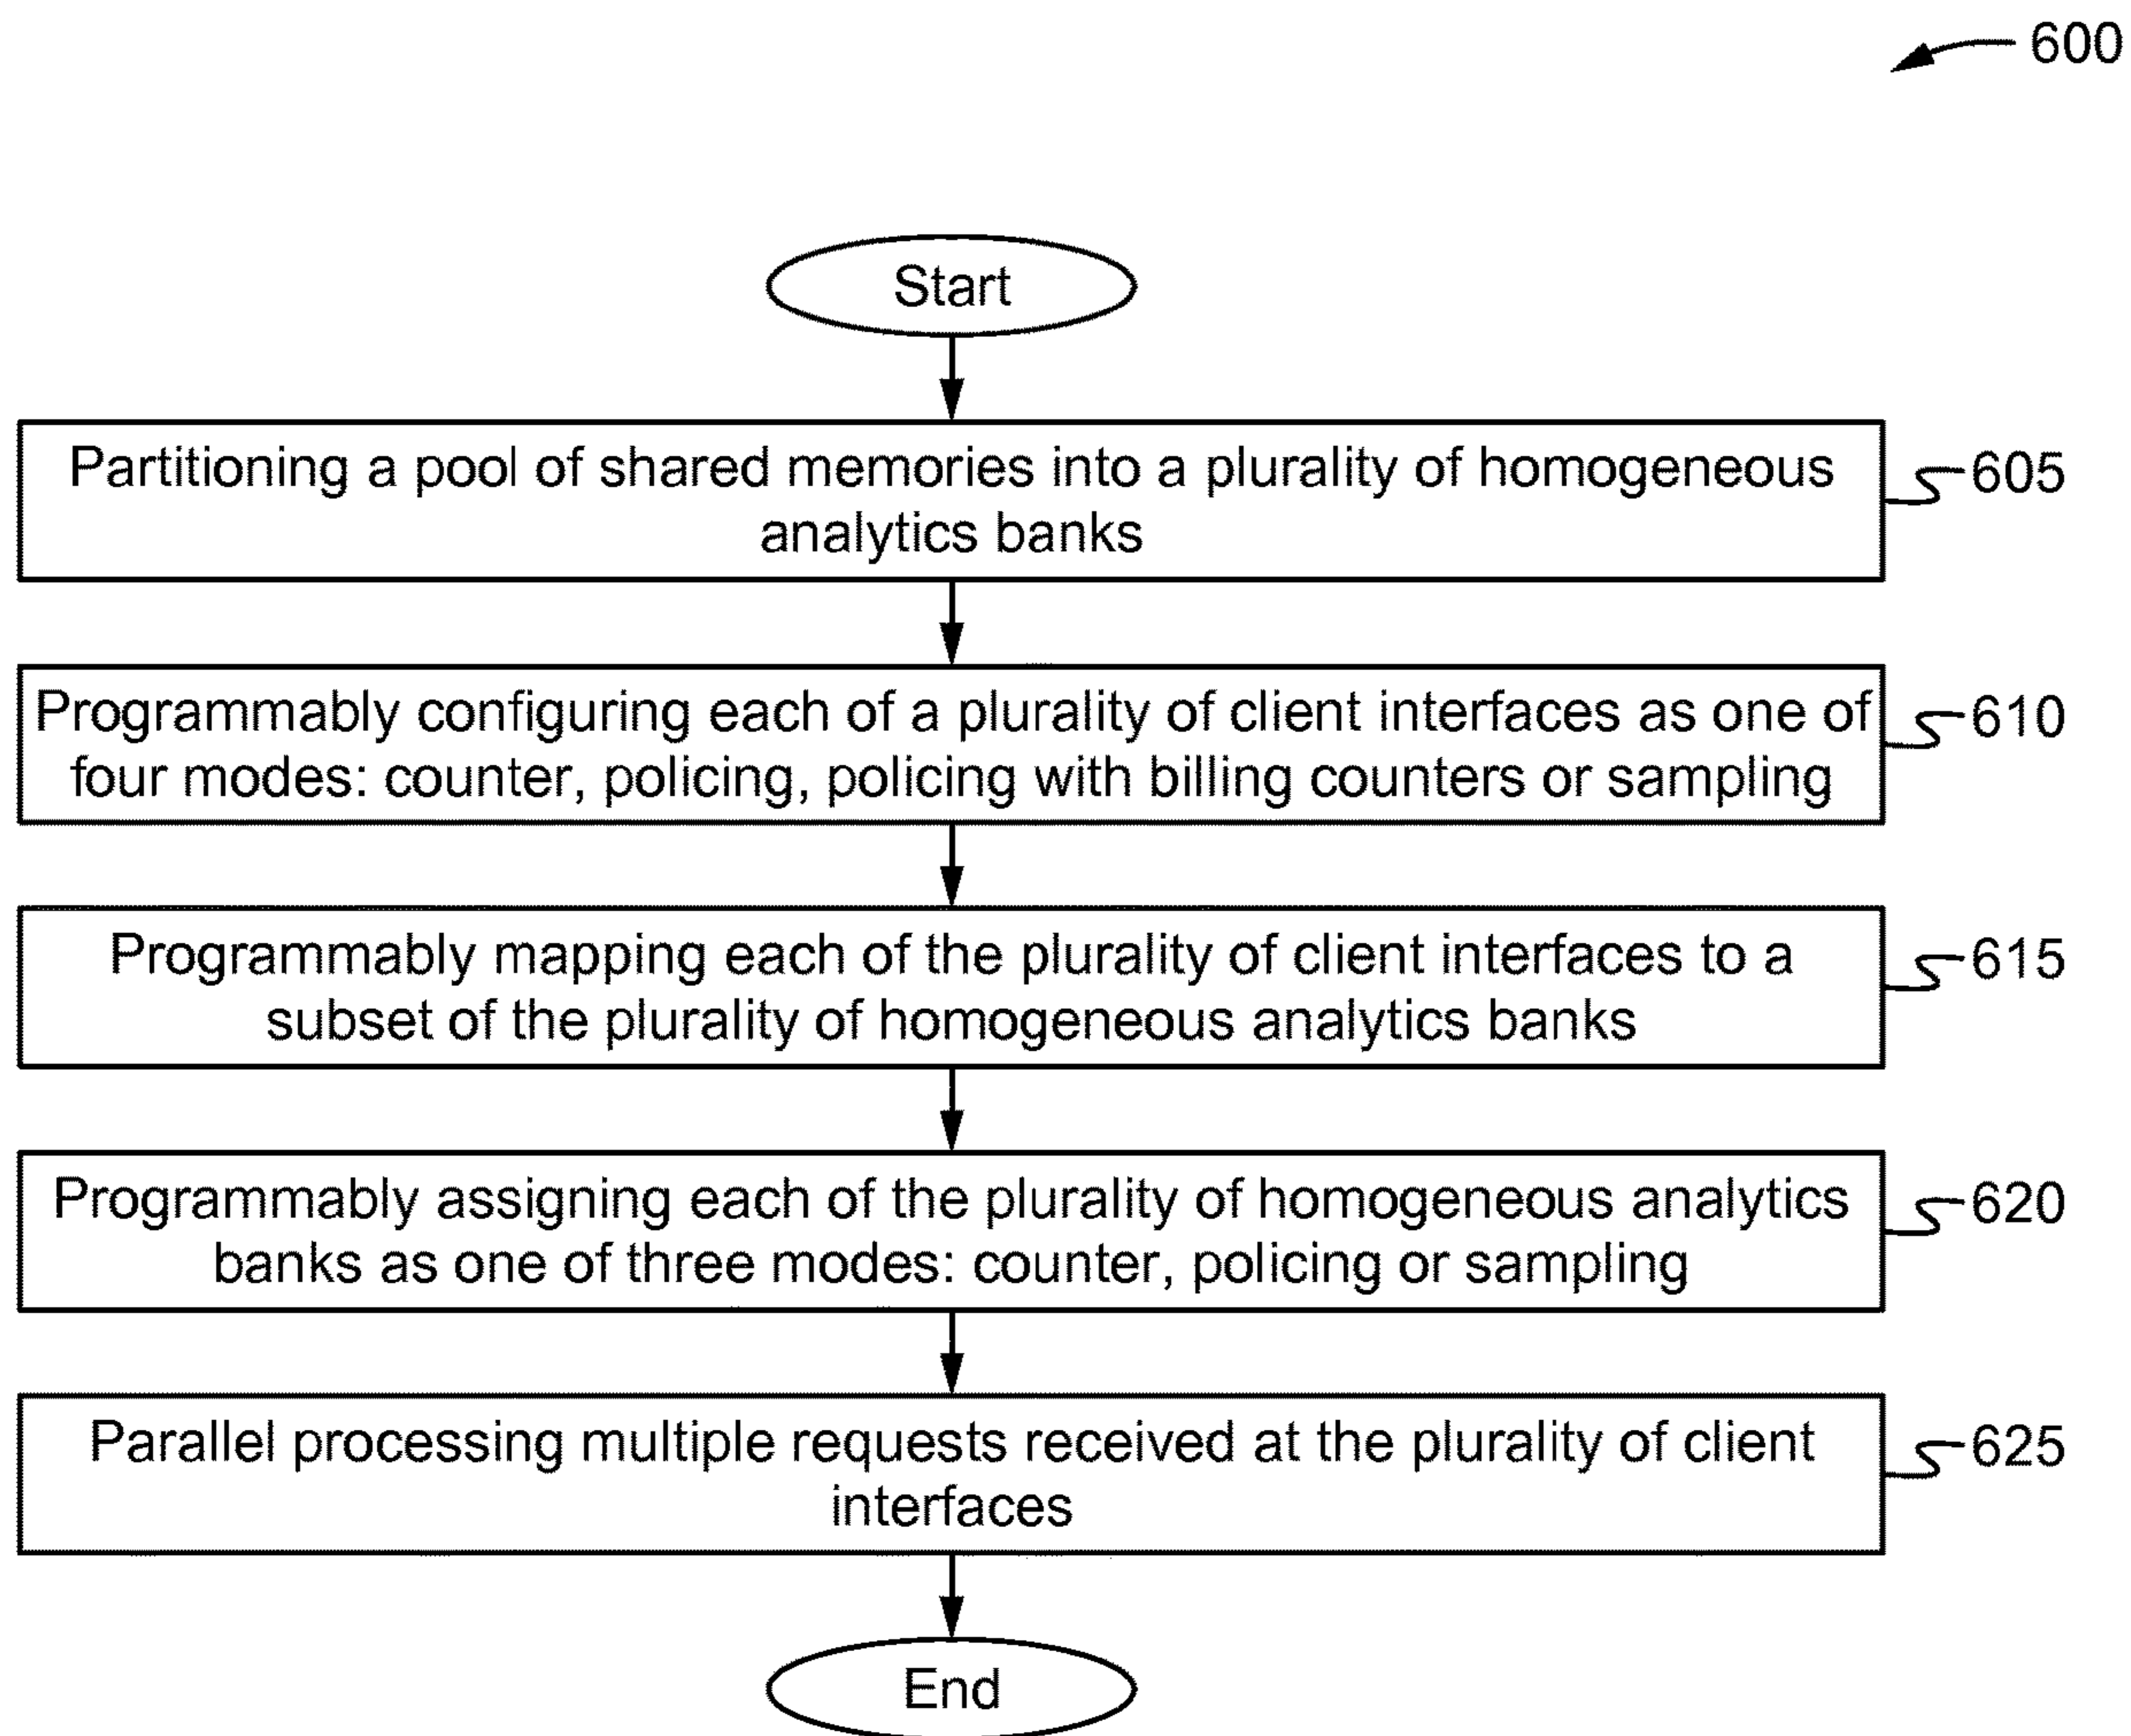 600
Start
Partitioning a pool of shared memories into a plurality of homogeneous
analytics banks
605
Programmably configuring each of a plurality of client interfaces as one of
four modes: counter, policing, policing with billing counters or sampling
610
Programmably mapping each of the plurality of client interfaces to a
subset of the plurality of homogeneous analytics banks
615
Programmably assigning each of the plurality of homogeneous analytics
banks as one of three modes: counter, policing or sampling
620
Parallel processing multiple requests received at the plurality of client
interfaces
625
End